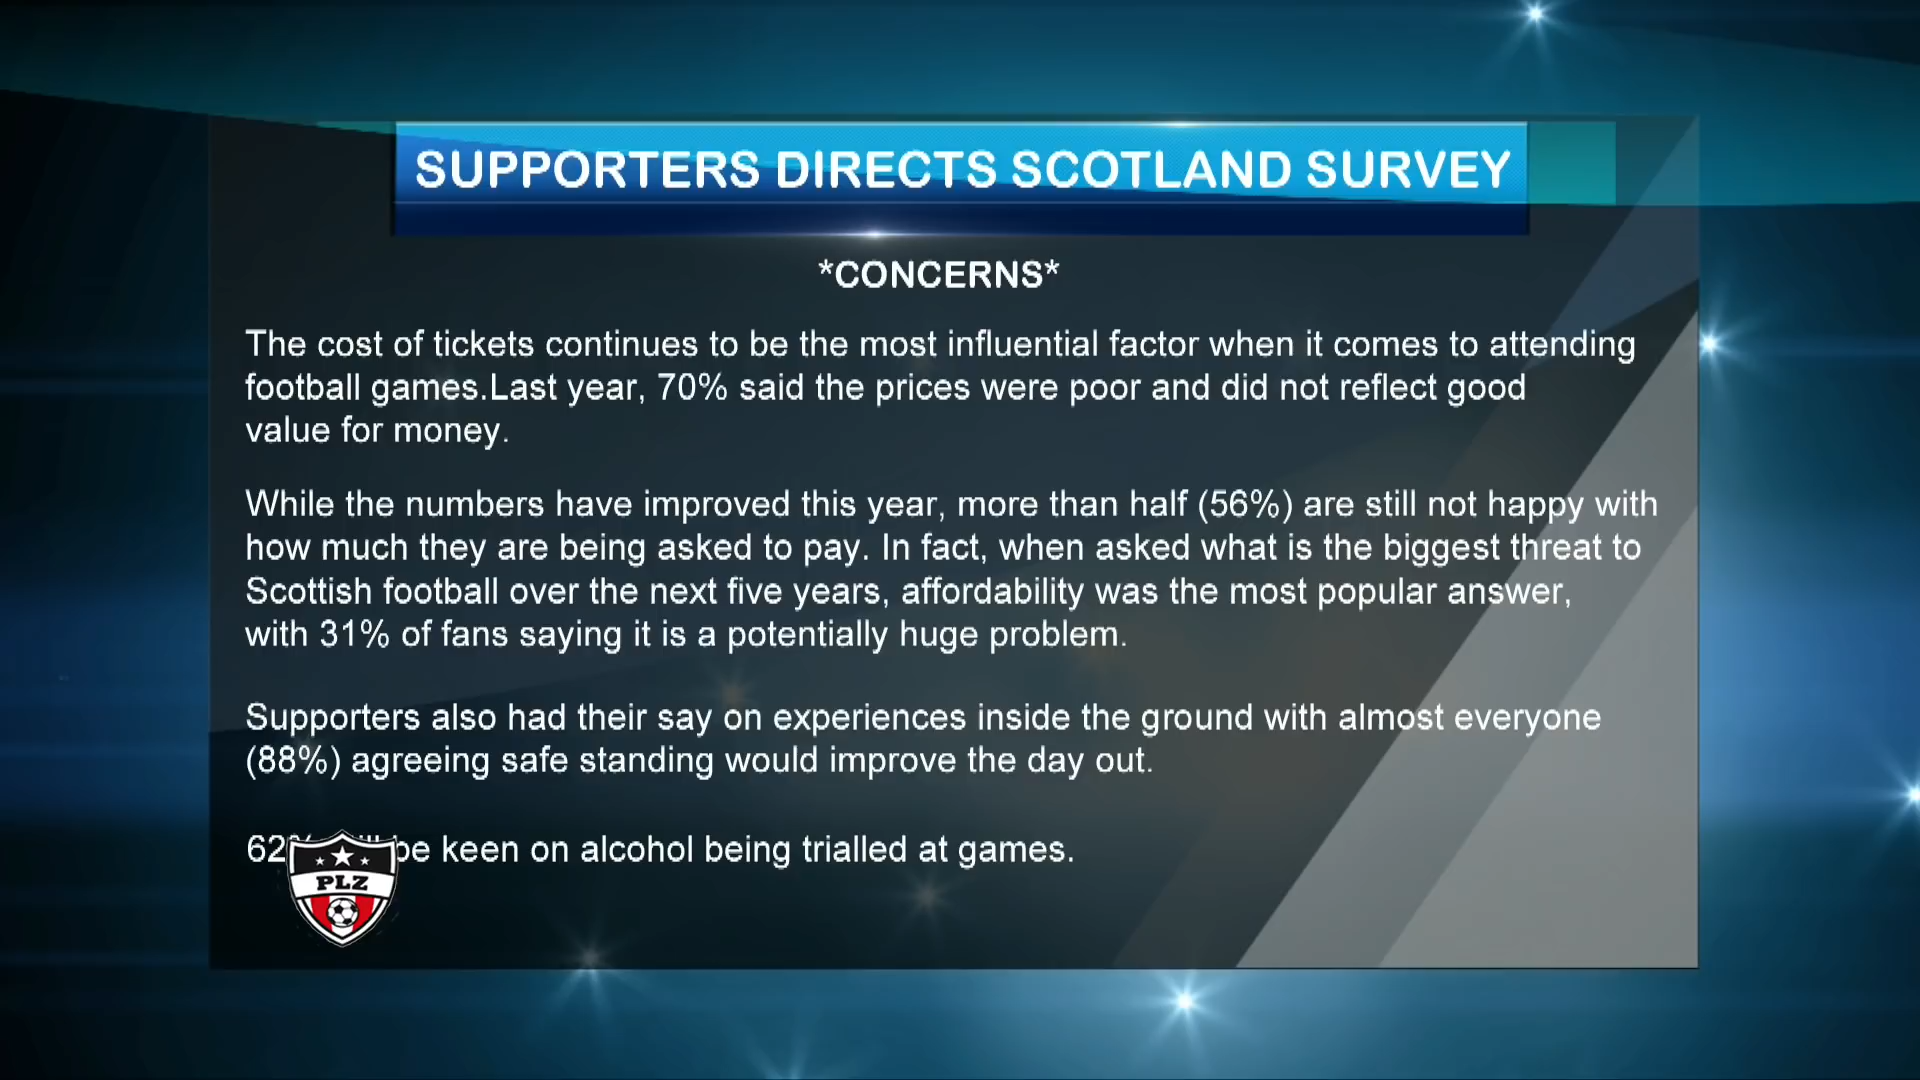 SUPPORTERS DIRECTS SCOTLAND SURVEY
*CONCERNS*
The cost of tickets continues to be the most influential factor when it comes to attending
football games.Last year, 70% said the prices were poor and did not reflect good
value for money.
While the numbers have improved this year, more than half (56%) are still not happy with
how much they are being asked to pay. In fact, when asked what is the biggest threat to
Scottish football over the next five years, affordability was the most popular answer,
with 31% of fans saying it is a potentially huge problem.
Supporters also had their say on experiences inside the ground with almost everyone
(88%) agreeing safe standing would improve the day out.
62% be keen on alcohol being trialled at games.
PLZ